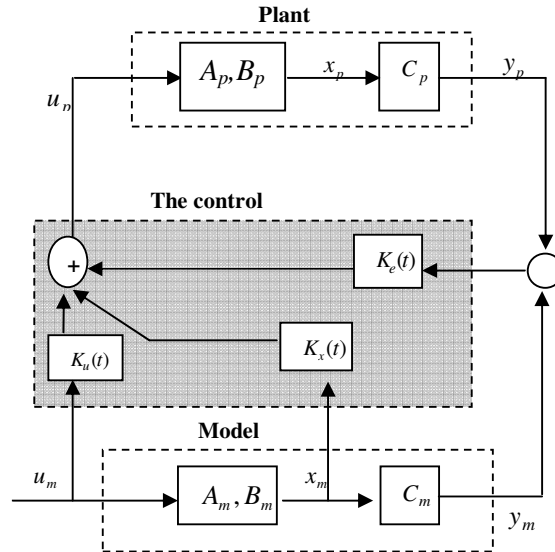 Plant
A_p, B_p
x_p
C_p
y_p
u_p
The control
+
K_e(t)
K_u(t)
K_x(t)
Model
u_m
A_m, B_m
x_m
C_m
y_m